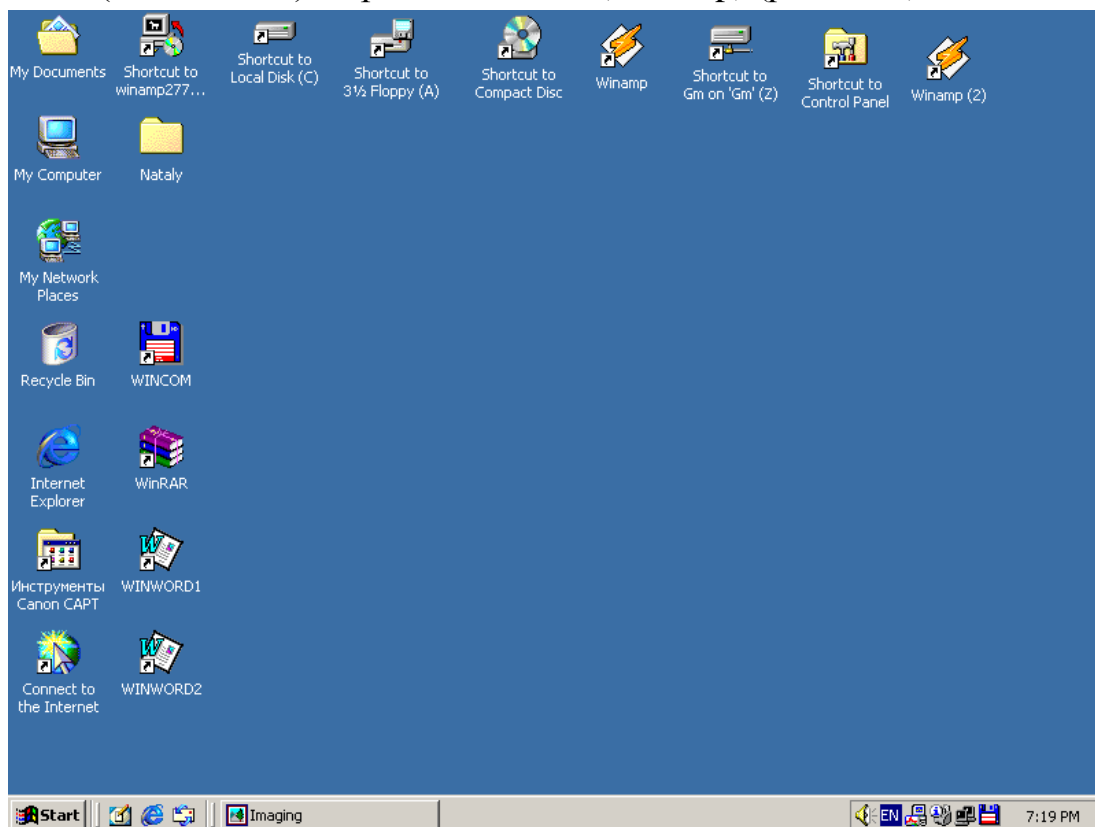 My Documents
Shortcut to
winamp277...
Shortcut to
Local Disk (C)
Shortcut to
3½ Floppy (A)
Shortcut to
Compact Disc
Winamp
Shortcut to
Gm on 'Gm' (Z)
Shortcut to
Control Panel
Winamp (2)
My Computer
Nataly
My Network
Places
Recycle Bin
WINCOM
Internet
Explorer
WinRAR
Инструменты
Canon CAPT
WINWORD1
Connect to
the Internet
WINWORD2
Start
Imaging
EN
7:19 PM